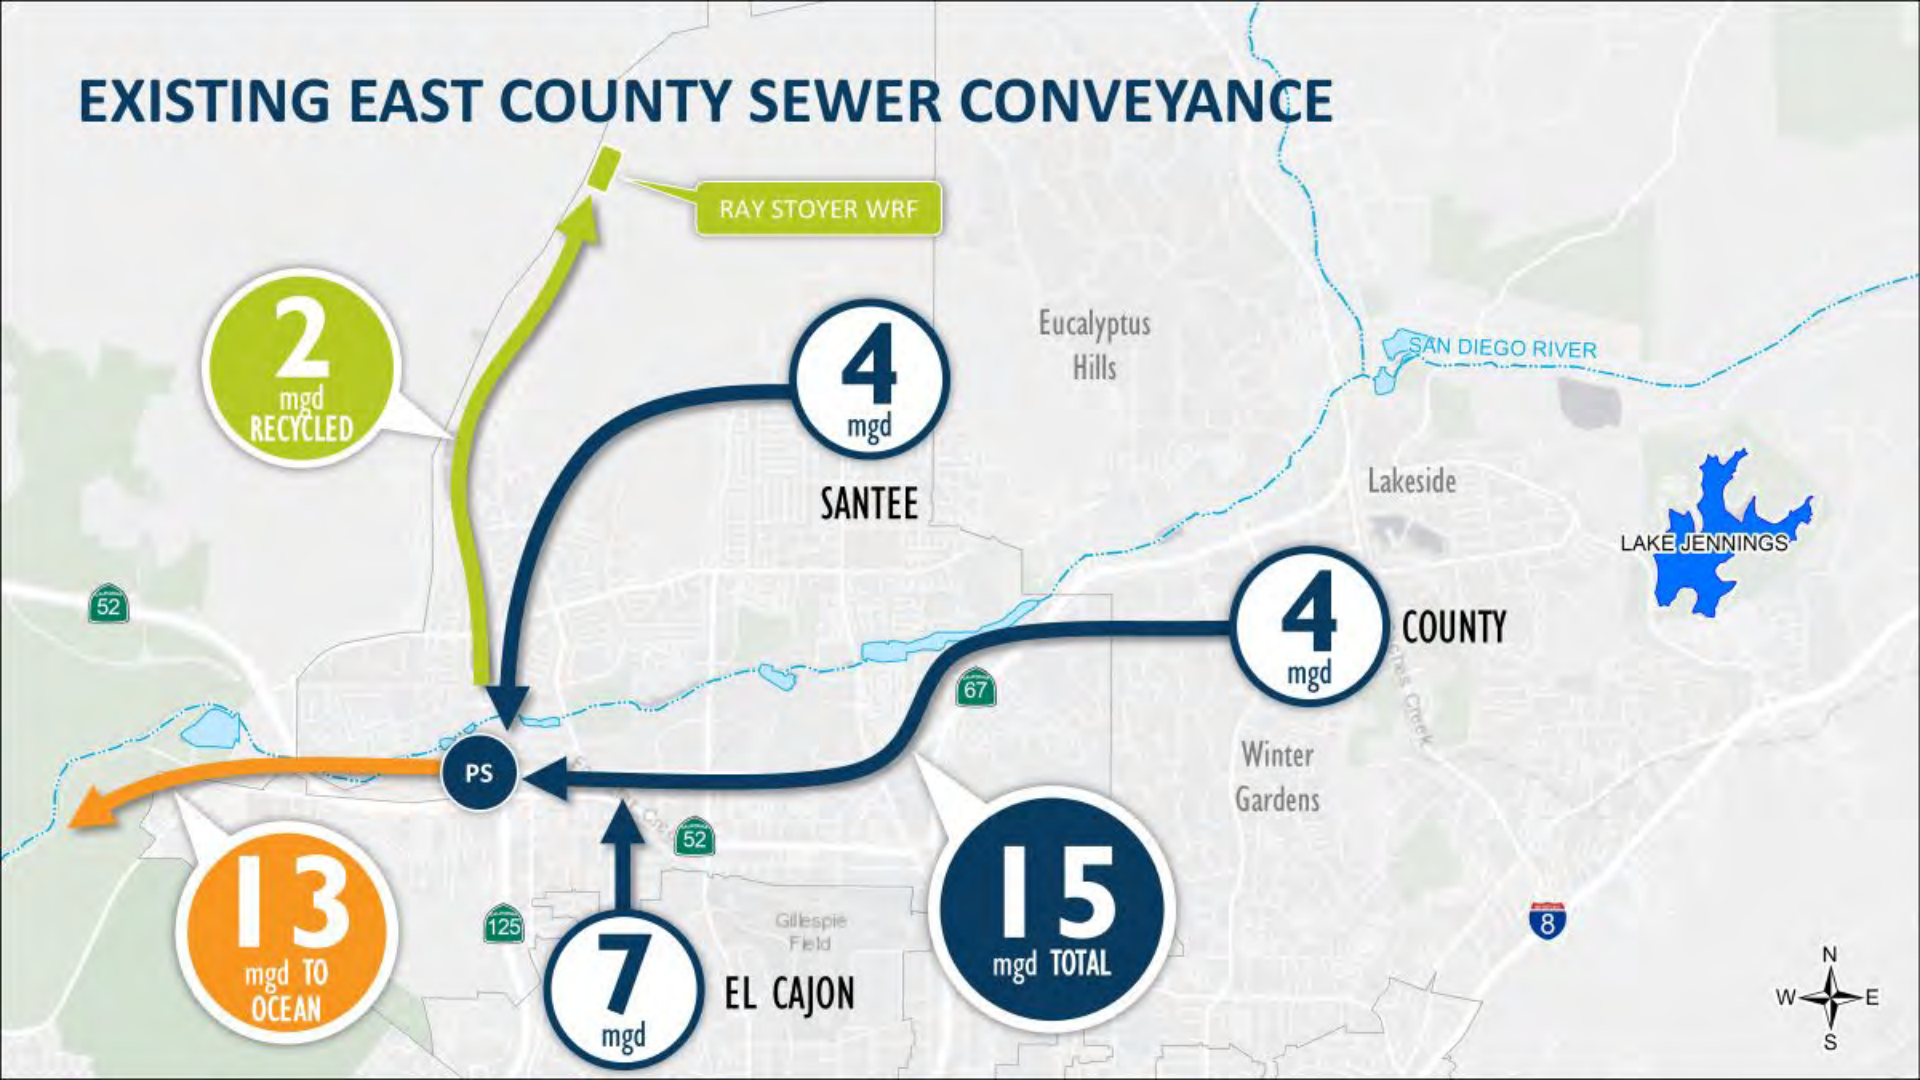 EXISTING EAST COUNTY SEWER CONVEYANCE
RAY STOYER WRF
2
mgd
RECYCLED
4
mgd
SANTEE
Eucalyptus
Hills
SAN DIEGO RIVER
Lakeside
LAKE JENNINGS
52
4
mgd
COUNTY
67
PS
Winter
Gardens
Creek
52
13
mgd TO
OCEAN
125
7
mgd
EL CAJON
Gillespie
Field
15
mgd TOTAL
8
N
W E
S